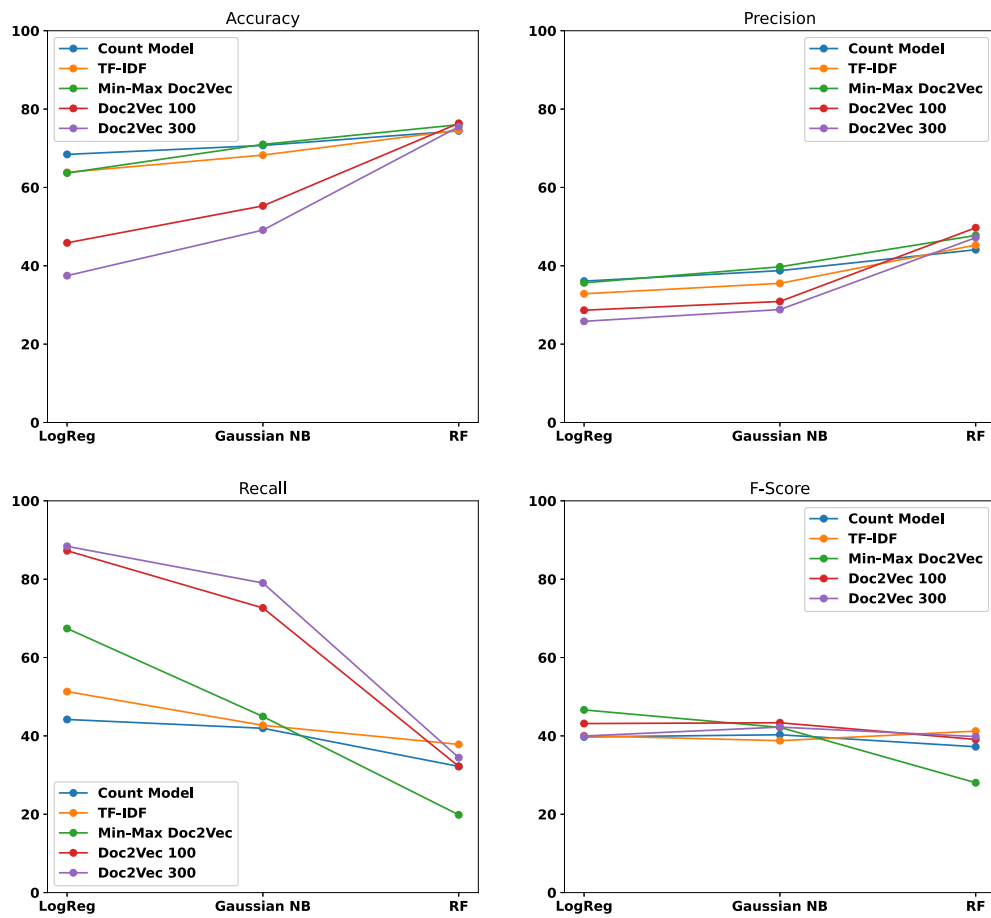 Accuracy
100
80
60
40
20
0
Count Model
TF-IDF
Min-Max Doc2Vec
Doc2Vec 100
Doc2Vec 300
LogReg Gaussian NB RF
Precision
100
80
60
40
20
0
Count Model
TF-IDF
Min-Max Doc2Vec
Doc2Vec 100
Doc2Vec 300
LogReg Gaussian NB RF
Recall
100
80
60
40
20
0
Count Model
TF-IDF
Min-Max Doc2Vec
Doc2Vec 100
Doc2Vec 300
LogReg Gaussian NB RF
F-Score
100
80
60
40
20
0
Count Model
TF-IDF
Min-Max Doc2Vec
Doc2Vec 100
Doc2Vec 300
LogReg Gaussian NB RF